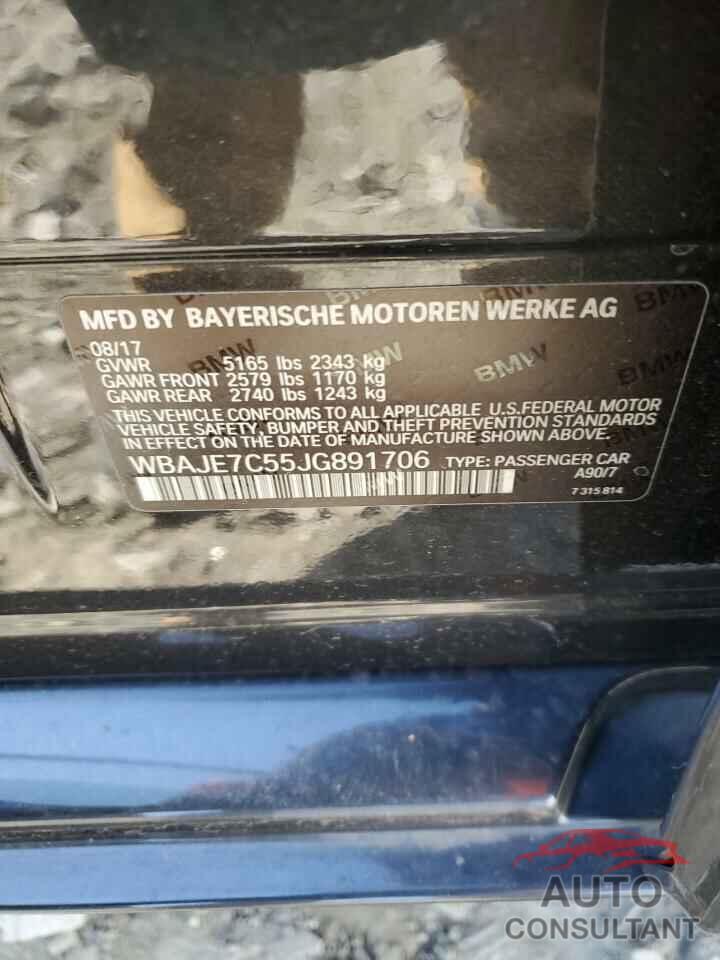 MFD BY BAYERISCHE MOTOREN WERKE AG
08/17
GVWR 5165 lbs 2343 kg
GAWR FRONT 2579 lbs 1170 kg
GAWR REAR 2740 lbs 1243 kg
THIS VEHICLE CONFORMS TO ALL APPLICABLE U.S.FEDERAL MOTOR
VEHICLE SAFETY, BUMPER AND THEFT PREVENTION STANDARDS
IN EFFECT ON THE DATE OF MANUFACTURE SHOWN ABOVE.
WBAJE7C55JG891706 TYPE: PASSENGER CAR
A90/7
7 315 814
BMW
BMW
BMW
AUTO
CONSULTANT